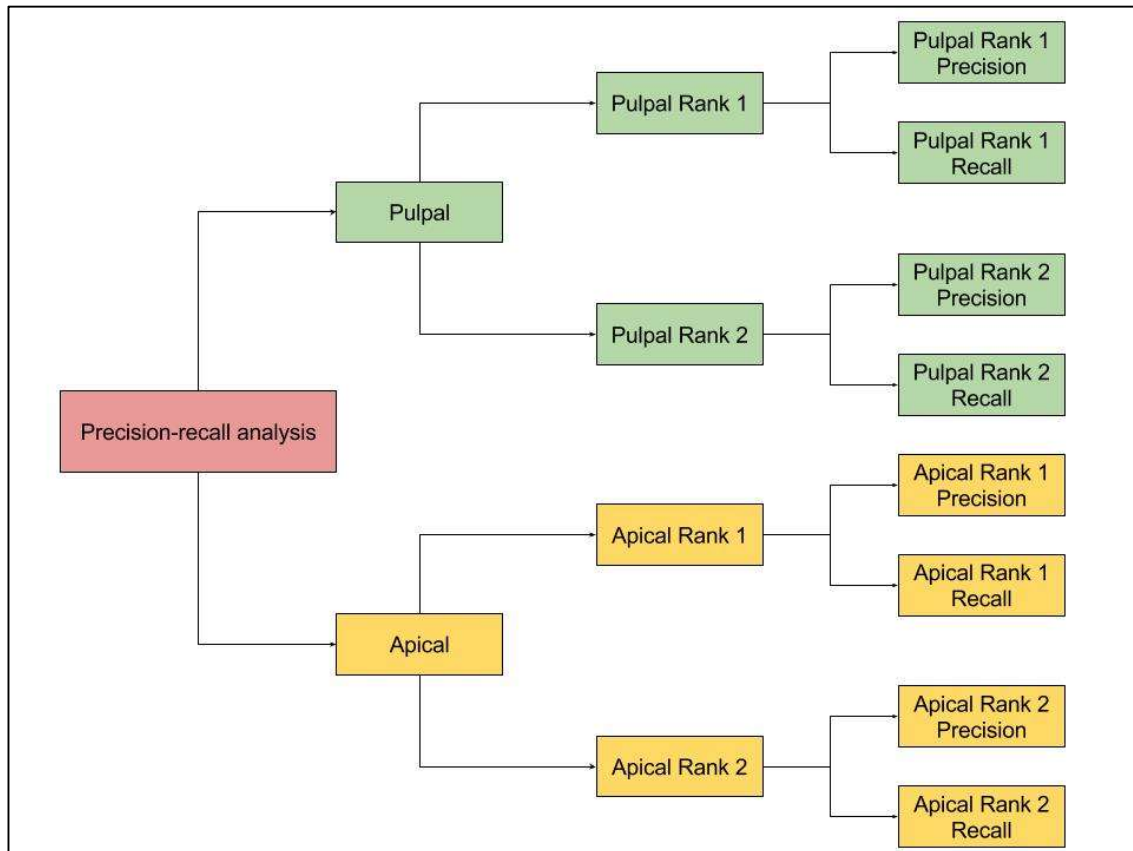 Pulpal Rank 1
Precision
Pulpal Rank 1
Pulpal Rank 1
Recall
Pulpal
Pulpal Rank 2
Precision
Pulpal Rank 2
Pulpal Rank 2
Recall
Precision-recall analysis
Apical Rank 1
Precision
Apical Rank 1
Apical Rank 1
Recall
Apical
Apical Rank 2
Precision
Apical Rank 2
Apical Rank 2
Recall